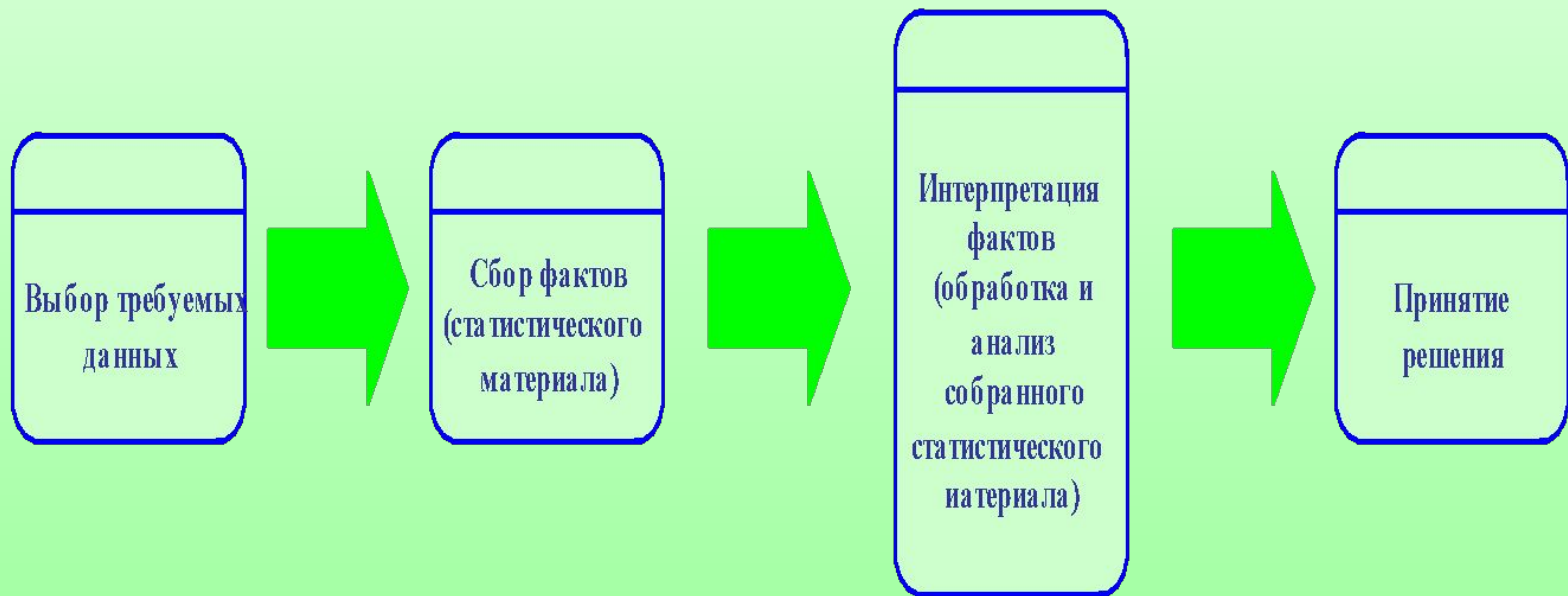 Выбор требуемых
данных
Сбор фактов
(статистического
материала)
Интерпретация
фактов
(обработка и
анализ
собранного
статистического
иатериала)
Принятие
решения